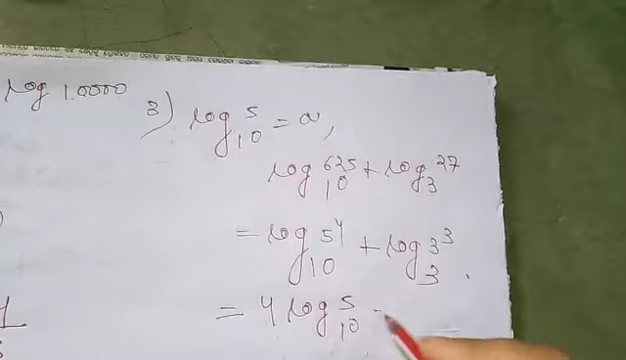 log 1.0000
3) log₁₀⁵ = a,
log₁₀⁶²⁵ + log₃²⁷
= log₁₀5⁴ + log₃3³.
= 4 log₁₀⁵ -